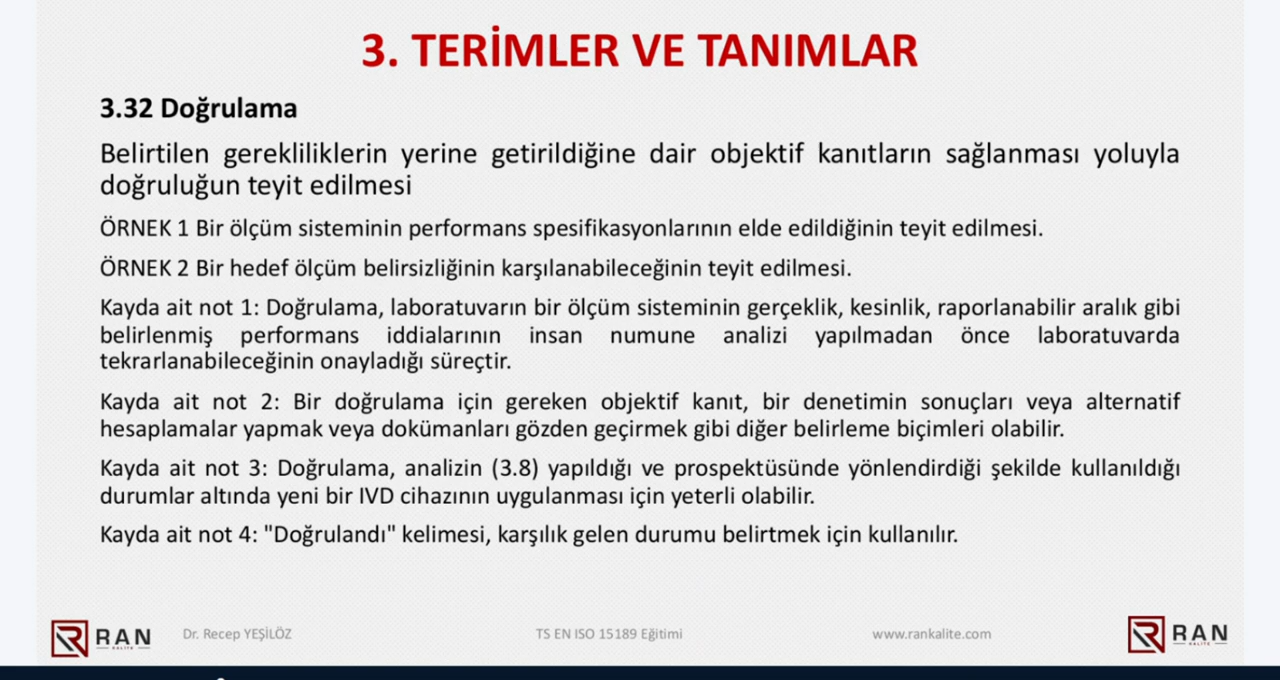 3. TERİMLER VE TANIMLAR
3.32 Doğrulama
Belirtilen gerekliliklerin yerine getirildiğine dair objektif kanıtların sağlanması yoluyla
doğruluğun teyit edilmesi
ÖRNEK 1 Bir ölçüm sisteminin performans spesifikasyonlarının elde edildiğinin teyit edilmesi.
ÖRNEK 2 Bir hedef ölçüm belirsizliğinin karşılanabileceğinin teyit edilmesi.
Kayda ait not 1: Doğrulama, laboratuvarın bir ölçüm sisteminin gerçeklik, kesinlik, raporlanabilir aralık gibi
belirlenmiş performans iddialarının insan numune analizi yapılmadan önce laboratuvarda
tekrarlanabileceğinin onayladığı süreçtir.
Kayda ait not 2: Bir doğrulama için gereken objektif kanıt, bir denetimin sonuçları veya alternatif
hesaplamalar yapmak veya dokümanları gözden geçirmek gibi diğer belirleme biçimleri olabilir.
Kayda ait not 3: Doğrulama, analizin (3.8) yapıldığı ve prospektüsünde yönlendirdiği şekilde kullanıldığı
durumlar altında yeni bir IVD cihazının uygulanması için yeterli olabilir.
Kayda ait not 4: "Doğrulandı" kelimesi, karşılık gelen durumu belirtmek için kullanılır.
RAN
KALİTE
Dr. Recep YEŞİLÖZ
TS EN ISO 15189 Eğitimi
www.rankalite.com
RAN
KALİTE